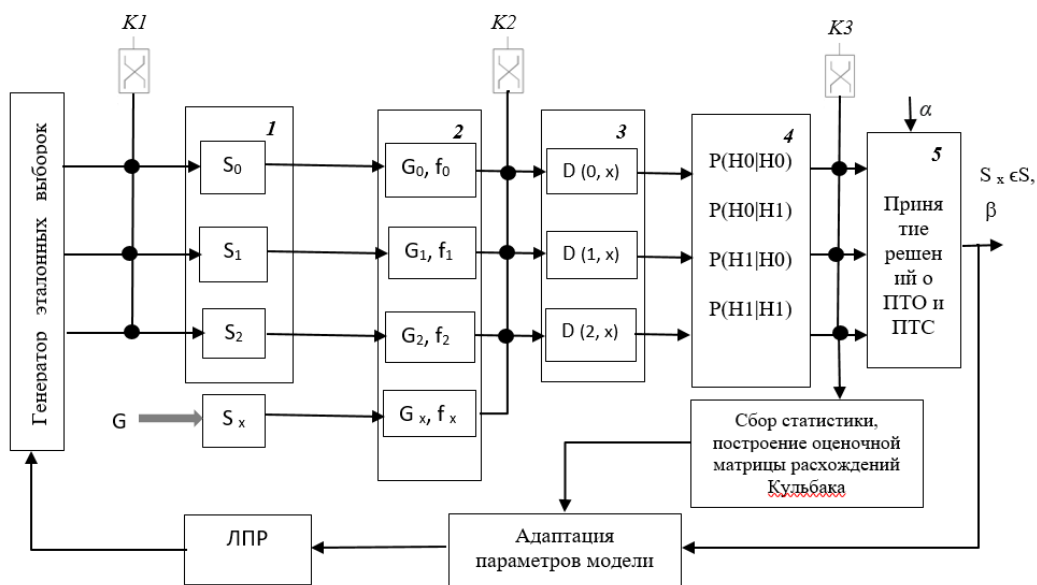 K1
K2
K3
Генератор эталонных выборок
1
S0
S1
S2
G
S x
2
G0, f0
G1, f1
G2, f2
G x, f x
3
D (0, x)
D (1, x)
D (2, x)
4
P(H0|H0)
P(H0|H1)
P(H1|H0)
P(H1|H1)
α
5
Приня
тие
решен
ий о
ПТО и
ПТС
S x ϵS,
β
Сбор статистики,
построение оценочной
матрицы расхождений
Кульбака
ЛПР
Адаптация
параметров модели